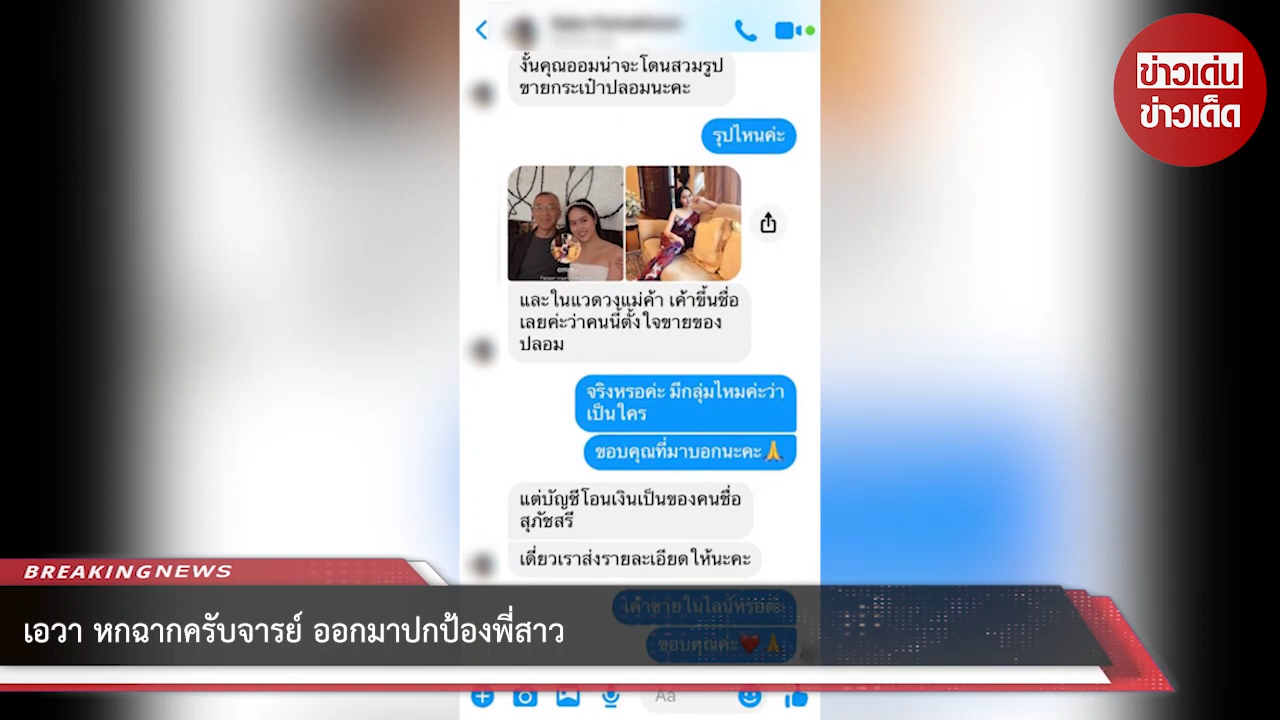 งั้นคุณออมน่าจะโดนสวมรูป
ขายกระเป๋าปลอมนะคะ
รุปไหนค่ะ
และในแวดวงแม่ค้า เค้าขึ้นชื่อ
เลยค่ะว่าคนนี้ตั้งใจขายของ
ปลอม
จริงหรอค่ะ มีกลุ่มไหมค่ะว่า
เป็นใคร
ขอบคุณที่มาบอกนะคะ🙏
แต่บัญชีโอนเงินเป็นของคนชื่อ
สุภัชสรี
เดี่ยวเราส่งรายละเอียดให้นะคะ
เค้าขายในไลน์หรอคะ
ขอบคุณค่ะ❤️🙏
Aa
ข่าวเด่น
ข่าวเด็ด
BREAKING NEWS
เอวา หกฉากครับจารย์ ออกมาปกป้องพี่สาว